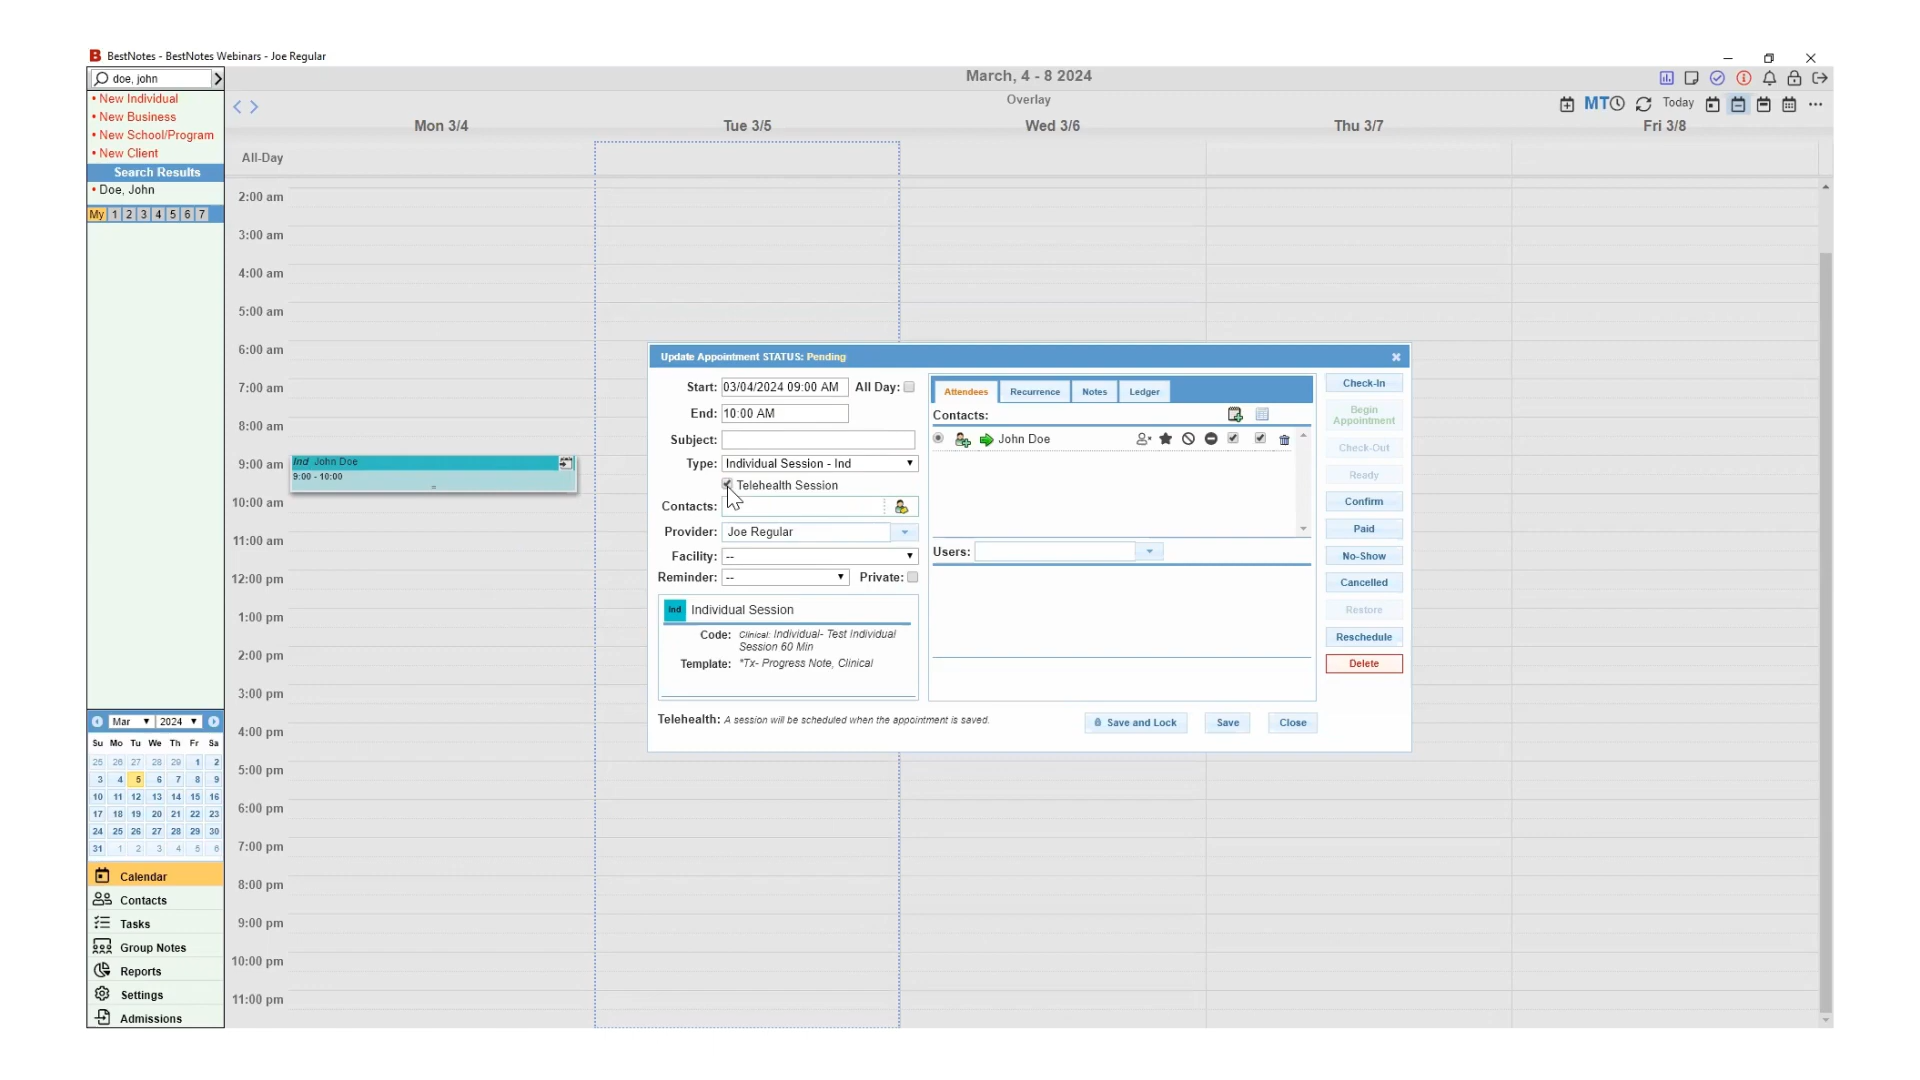 BestNotes - BestNotes Webinars - Joe Regular
doe, john
• New Individual
• New Business
• New School/Program
• New Client
Search Results
• Doe, John
My 1 2 3 4 5 6 7
March, 4 - 8 2024
Overlay
MT Today
Mon 3/4 Tue 3/5 Wed 3/6 Thu 3/7 Fri 3/8
All-Day
2:00 am
3:00 am
4:00 am
5:00 am
6:00 am
7:00 am
8:00 am
9:00 am
10:00 am
11:00 am
12:00 pm
1:00 pm
2:00 pm
3:00 pm
4:00 pm
5:00 pm
6:00 pm
7:00 pm
8:00 pm
9:00 pm
10:00 pm
11:00 pm
Ind John Doe
9:00 - 10:00
Update Appointment STATUS: Pending
Start: 03/04/2024 09:00 AM All Day:
End: 10:00 AM
Subject:
Type: Individual Session - Ind
Telehealth Session
Contacts:
Provider: Joe Regular
Facility: --
Reminder: -- Private:
Ind Individual Session
Code: Clinical: Individual- Test Individual
Session 60 Min
Template: *Tx- Progress Note, Clinical
Telehealth: A session will be scheduled when the appointment is saved.
Attendees Recurrence Notes Ledger
Contacts:
John Doe
Users:
Check-In
Begin
Appointment
Check-Out
Ready
Confirm
Paid
No-Show
Cancelled
Restore
Reschedule
Delete
Save and Lock Save Close
Mar 2024
Su Mo Tu We Th Fr Sa
25 26 27 28 29 1 2
3 4 5 6 7 8 9
10 11 12 13 14 15 16
17 18 19 20 21 22 23
24 25 26 27 28 29 30
31 1 2 3 4 5 6
Calendar
Contacts
Tasks
Group Notes
Reports
Settings
Admissions